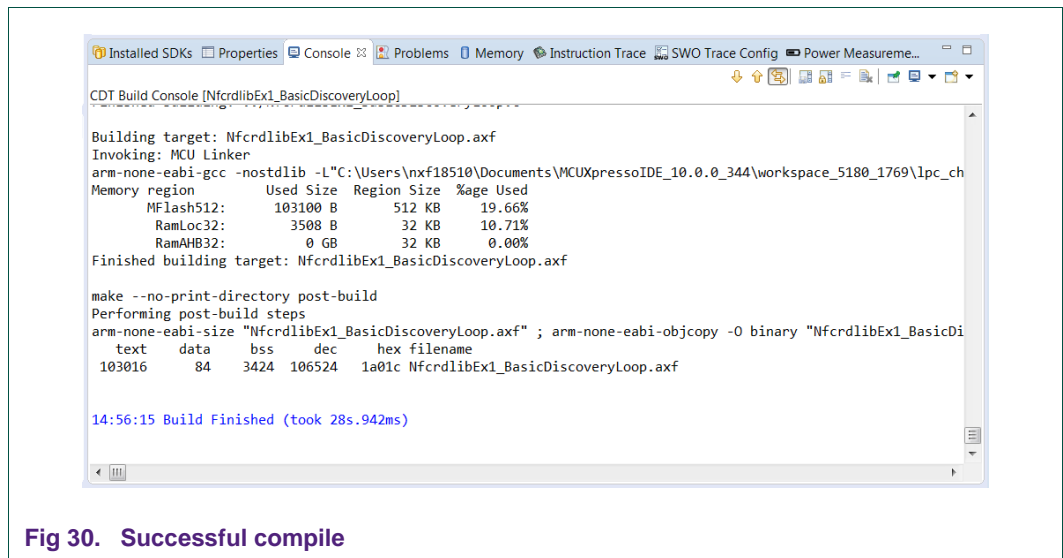 Installed SDKs Properties Console Problems Memory Instruction Trace SWO Trace Config Power Measureme...
CDT Build Console [NfcrdlibEx1_BasicDiscoveryLoop]
Building target: NfcrdlibEx1_BasicDiscoveryLoop.axf
Invoking: MCU Linker
arm-none-eabi-gcc -nostdlib -L"C:\Users\nxf18510\Documents\MCUXpressoIDE_10.0.0_344\workspace_5180_1769\lpc_ch
Memory region Used Size Region Size %age Used
MFlash512: 103100 B 512 KB 19.66%
RamLoc32: 3508 B 32 KB 10.71%
RamAHB32: 0 GB 32 KB 0.00%
Finished building target: NfcrdlibEx1_BasicDiscoveryLoop.axf
make --no-print-directory post-build
Performing post-build steps
arm-none-eabi-size "NfcrdlibEx1_BasicDiscoveryLoop.axf" ; arm-none-eabi-objcopy -O binary "NfcrdlibEx1_BasicDi
text data bss dec hex filename
103016 84 3424 106524 1a01c NfcrdlibEx1_BasicDiscoveryLoop.axf
14:56:15 Build Finished (took 28s.942ms)
Fig 30. Successful compile